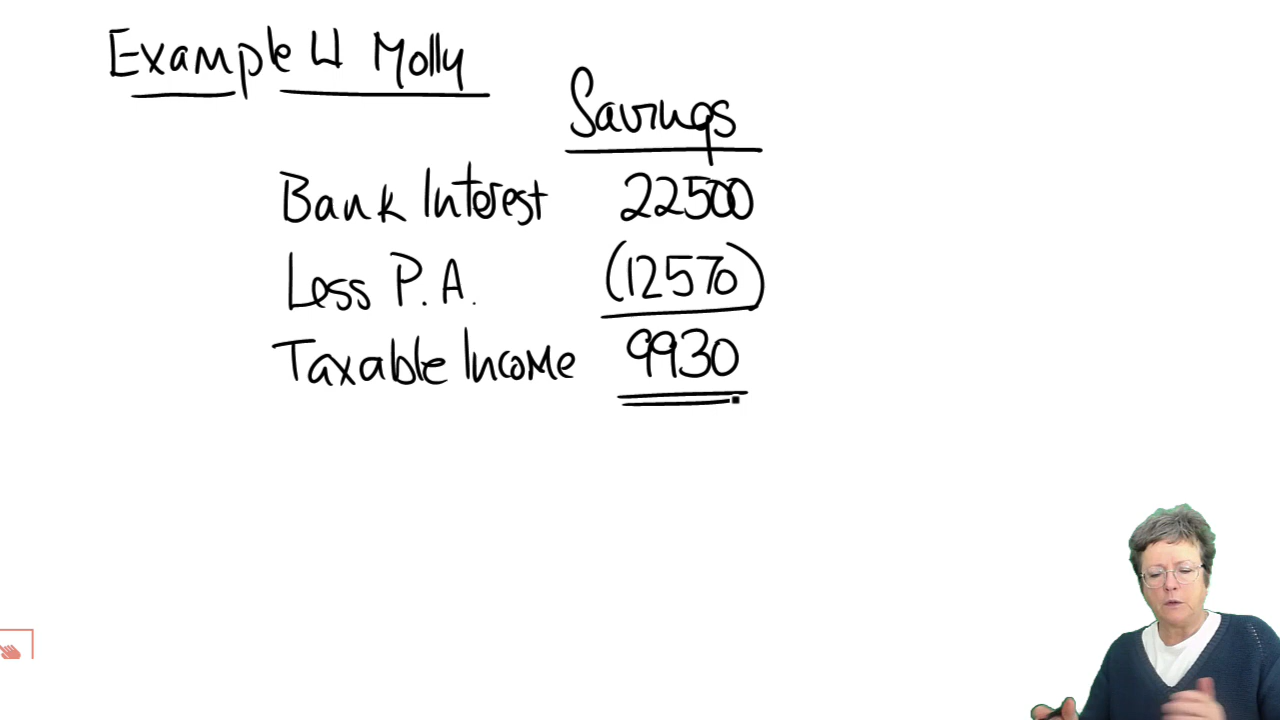 Example 4 Molly
Savings
Bank Interest 22500
Less P.A. (12570)
Taxable Income 9930